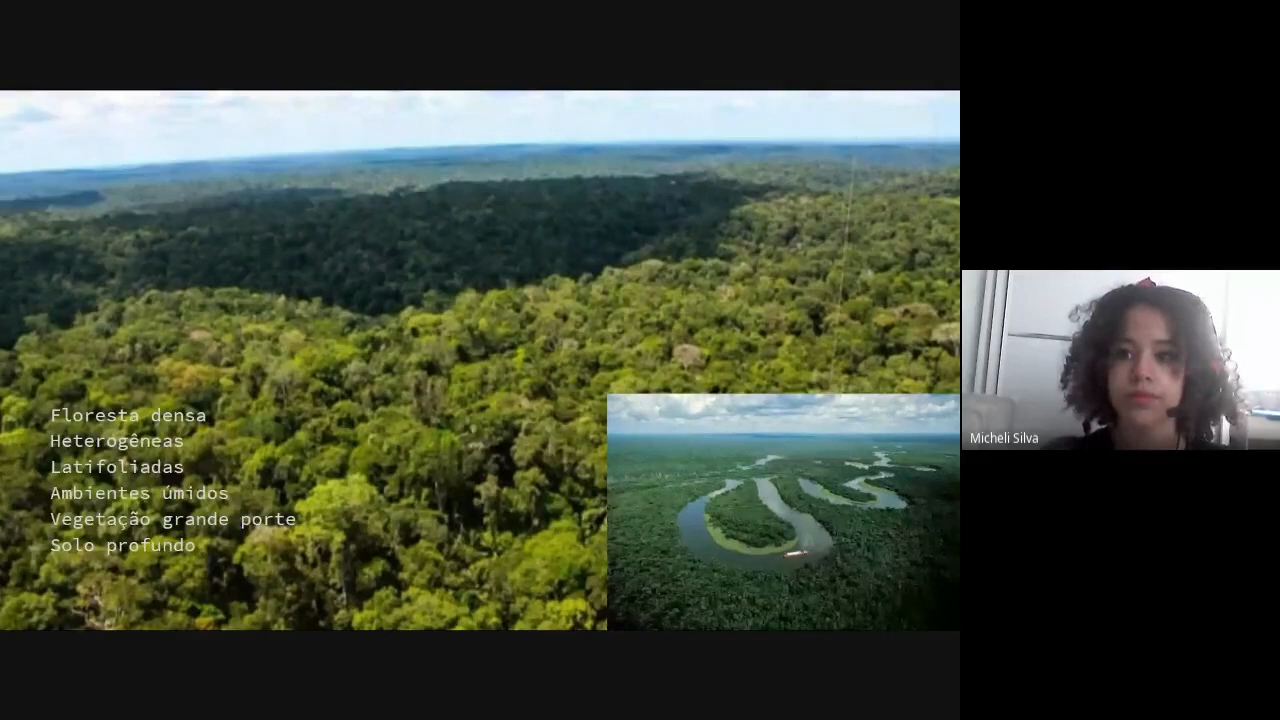 Floresta densa
Heterogêneas
Latifoliadas
Ambientes úmidos
Vegetação grande porte
Solo profundo
Micheli Silva